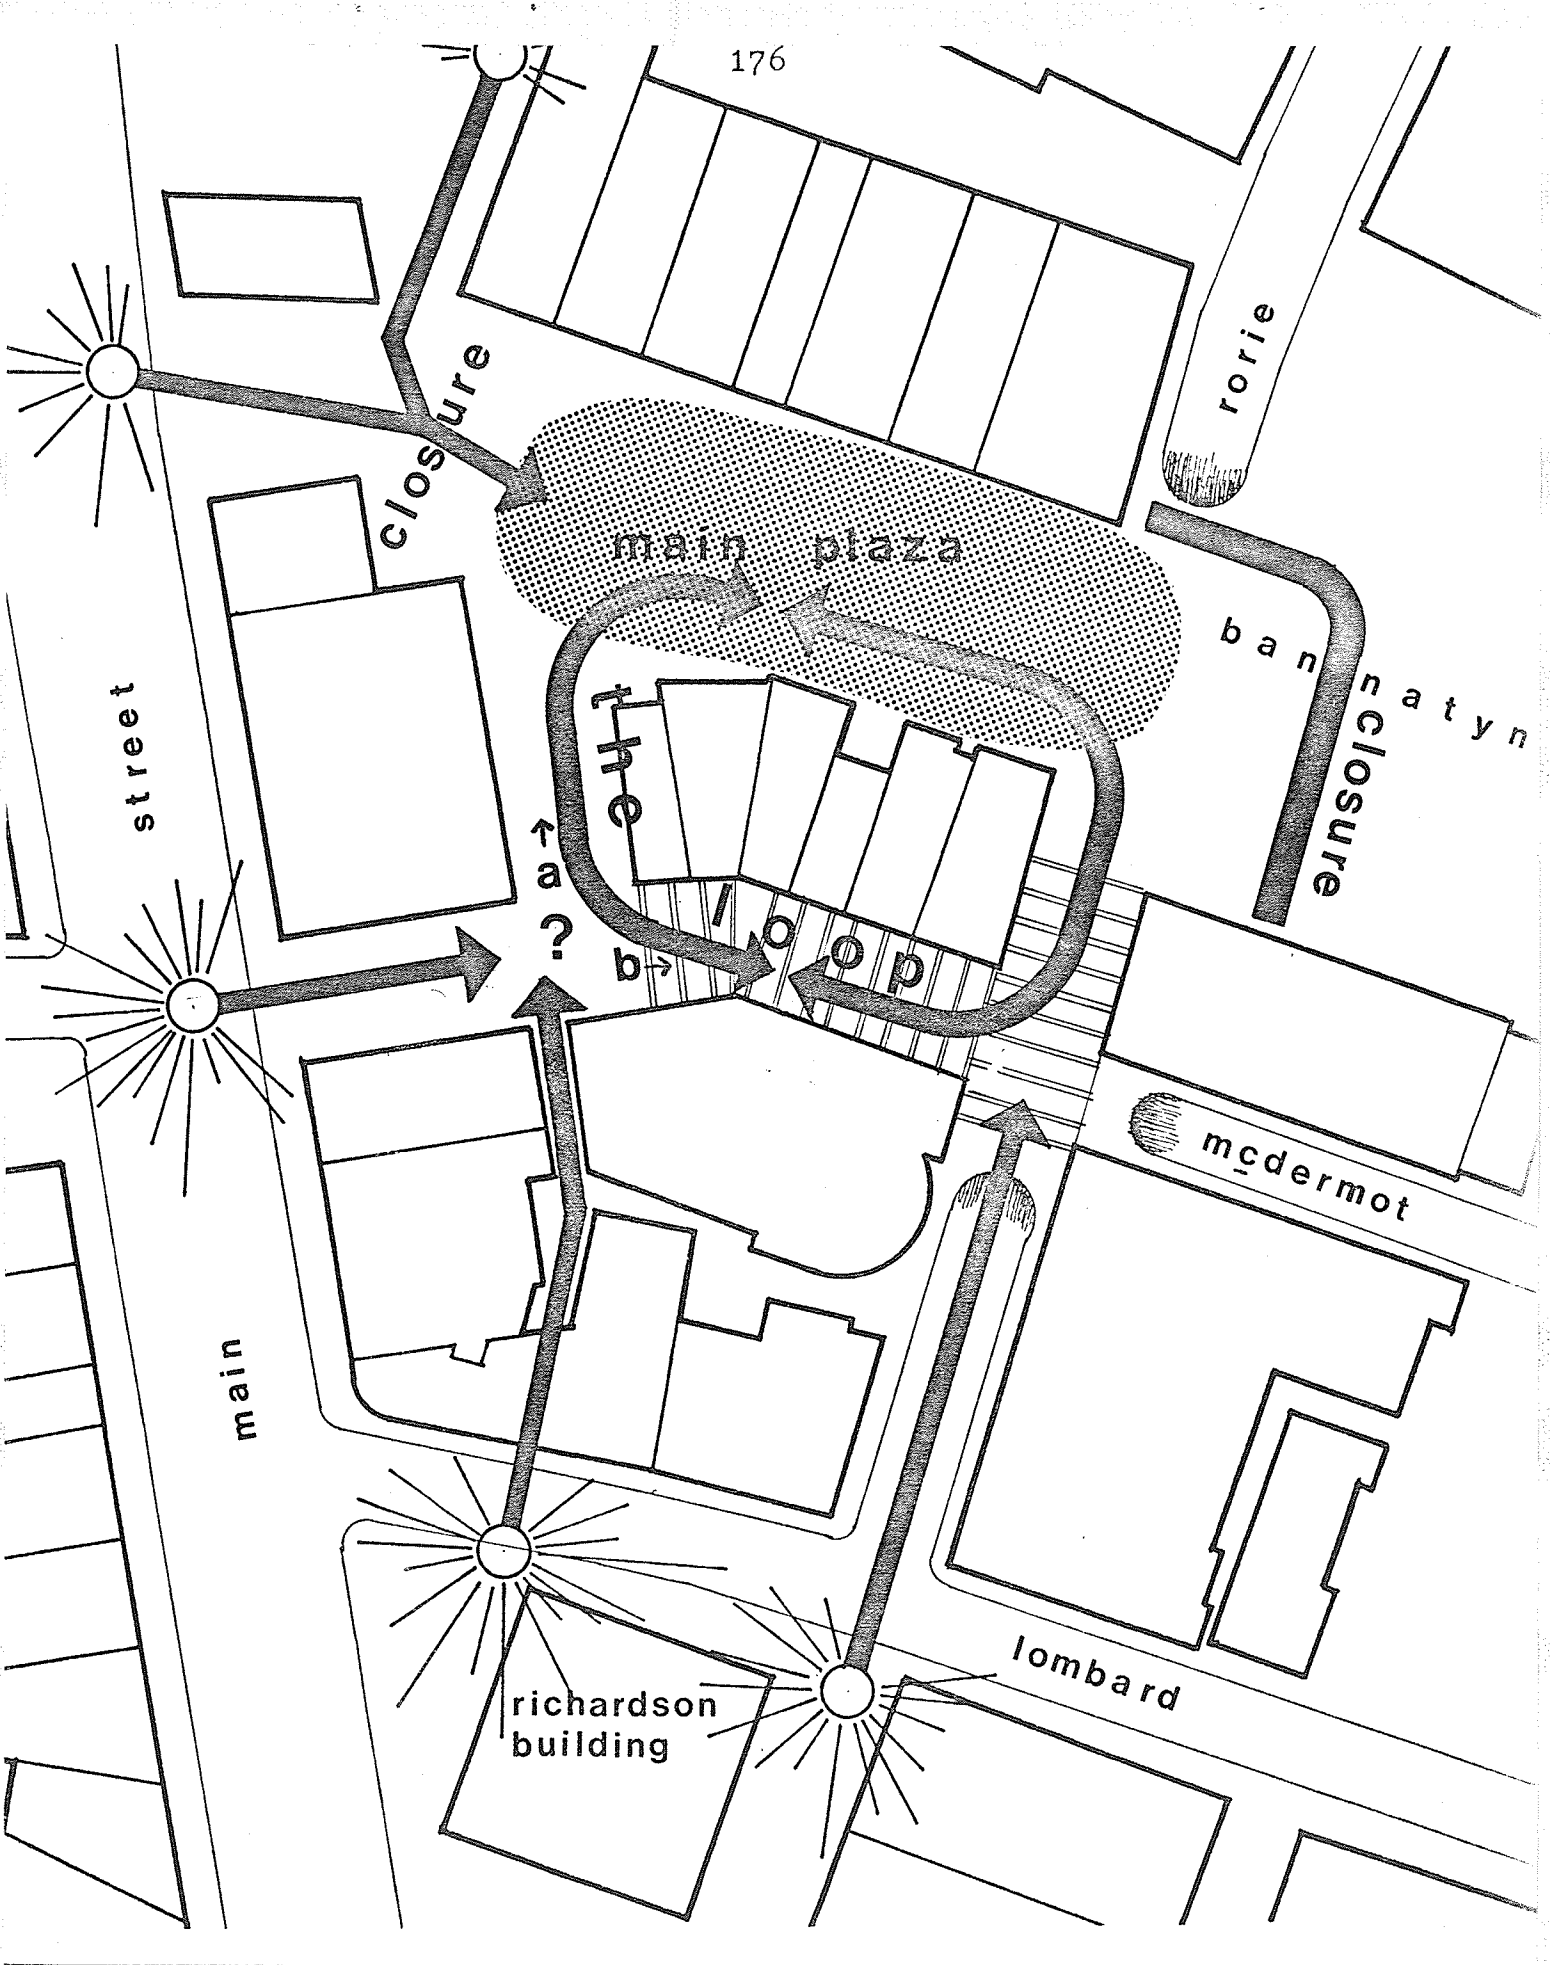 176
rorie
closure
main plaza
bannatyn
closure
the
loop
street
a
?
b
mcdermot
main
lombard
richardson
building